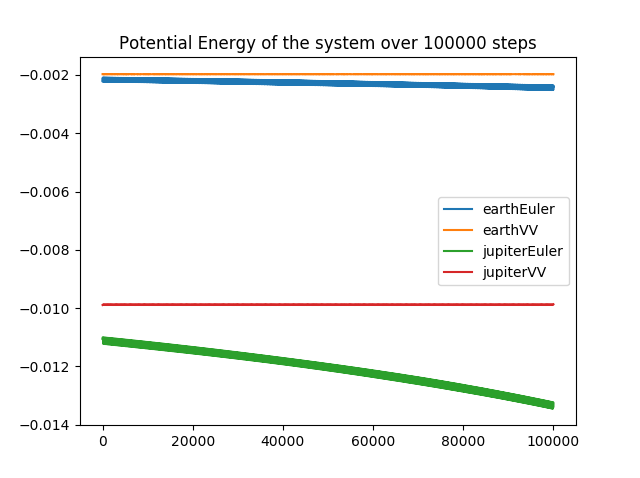 Potential Energy of the system over 100000 steps
−0.002
−0.004
−0.006
−0.008
−0.010
−0.012
−0.014
earthEuler
earthVV
jupiterEuler
jupiterVV
0
20000
40000
60000
80000
100000